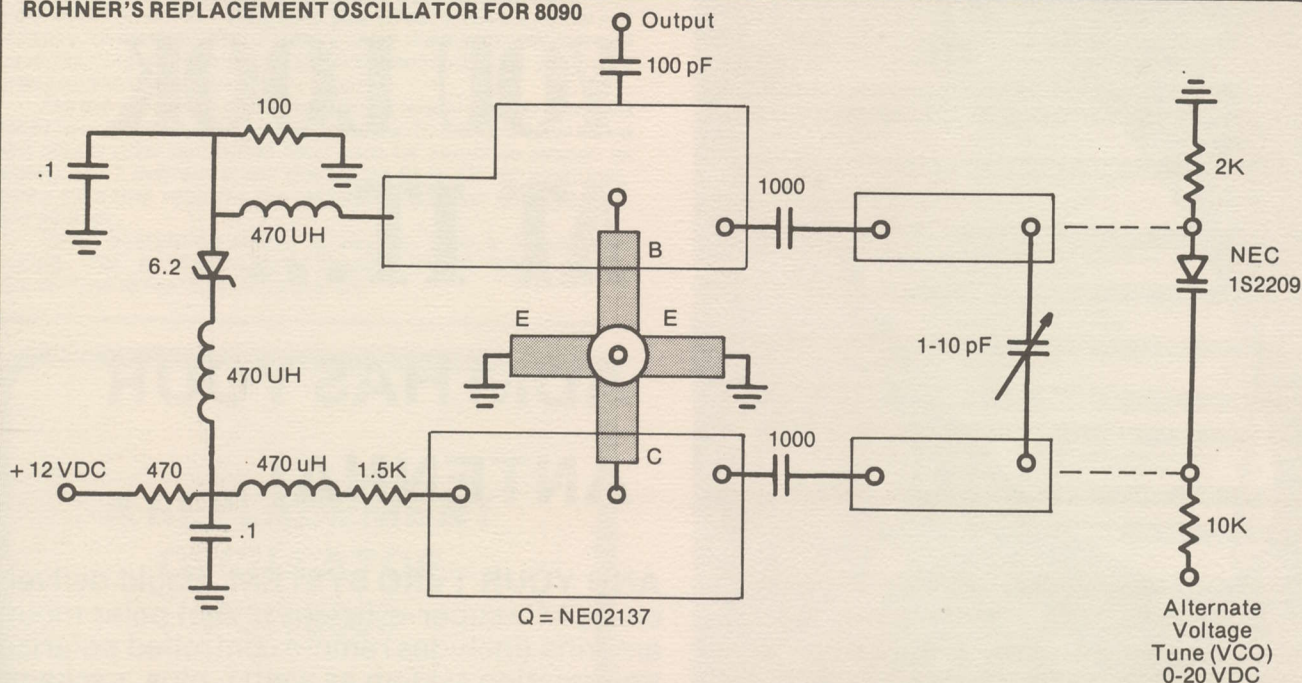 ROHNER'S REPLACEMENT OSCILLATOR FOR 8090
Output
100 pF
100
.1
470 UH
6.2
1000
2K
B
NEC
1S2209
E
E
1-10 pF
470 UH
C
1000
+12 VDC
470
470 uH
1.5K
.1
10K
Q = NE02137
Alternate
Voltage
Tune (VCO)
0-20 VDC